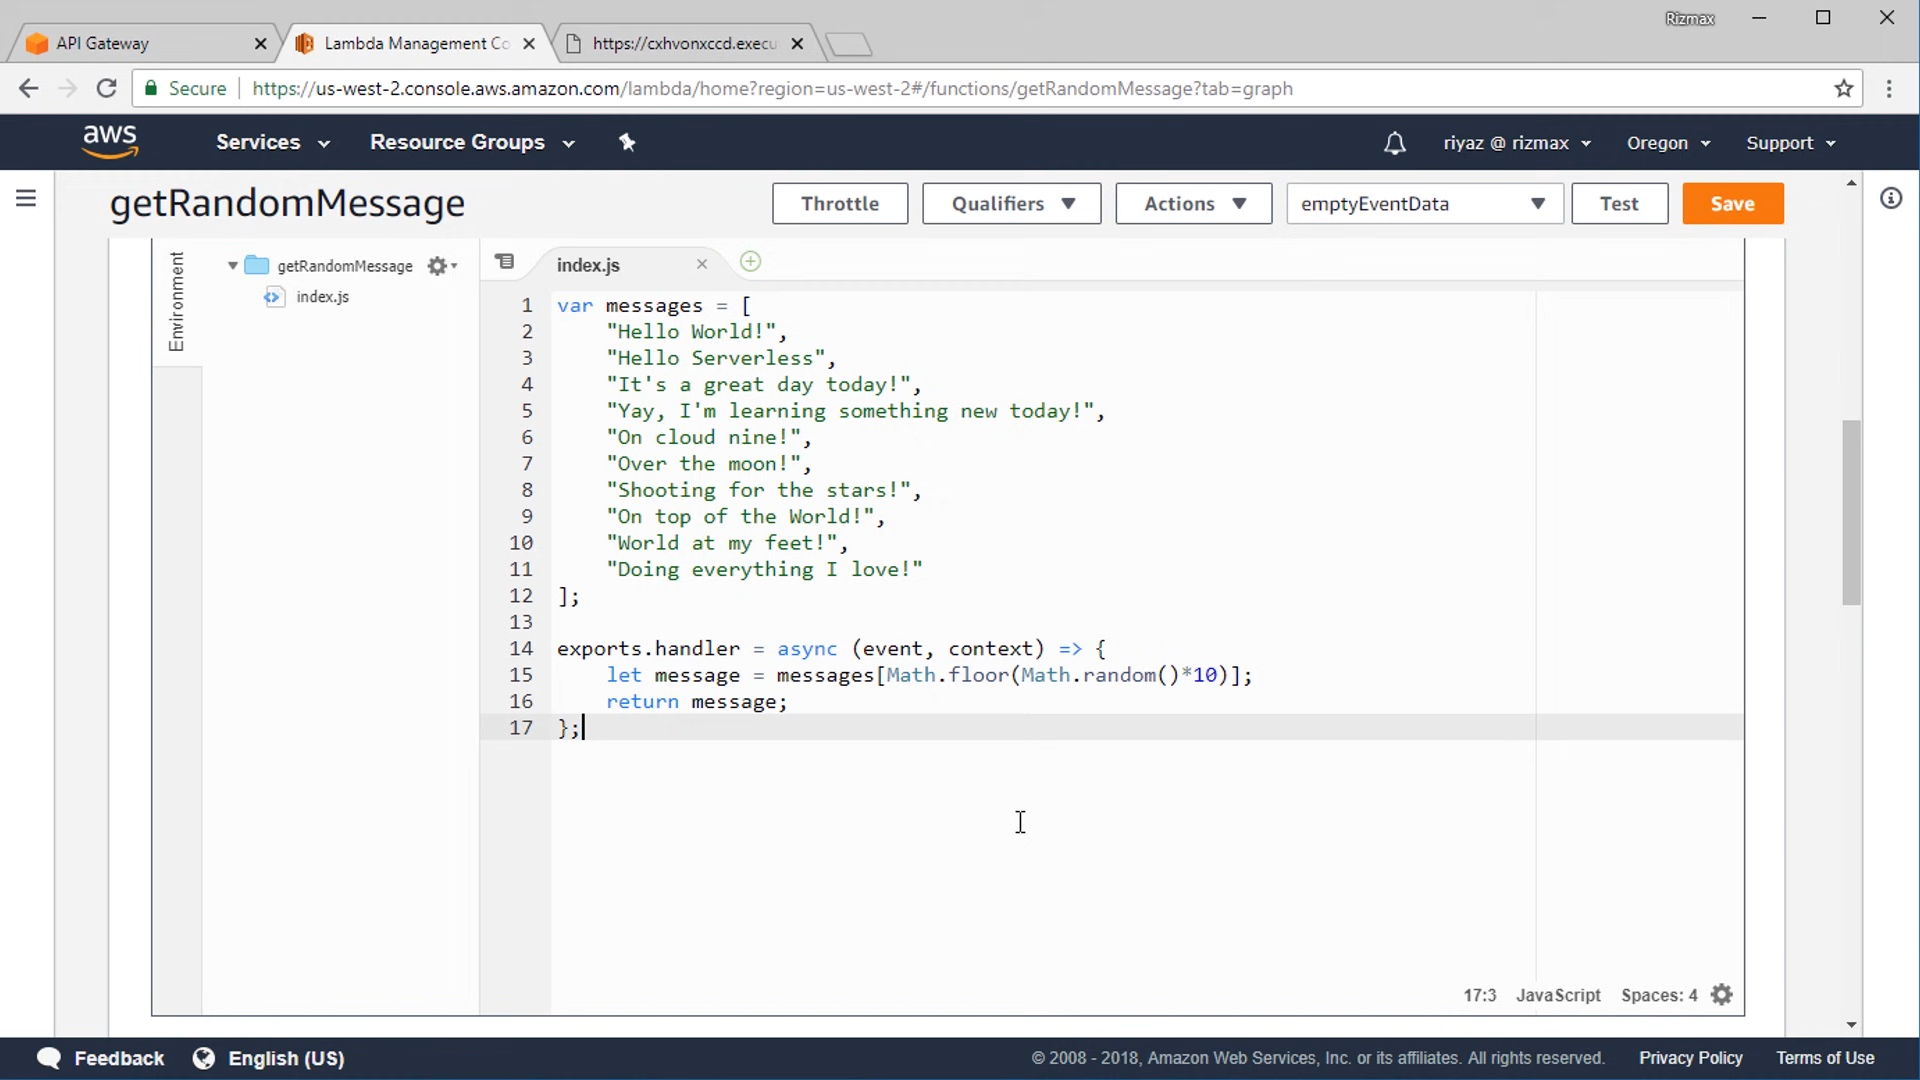 Rizmax
API Gateway
Lambda Management Co
https://cxhvonxccd.execu
Secure https://us-west-2.console.aws.amazon.com/lambda/home?region=us-west-2#/functions/getRandomMessage?tab=graph
aws Services Resource Groups riyaz @ rizmax Oregon Support
getRandomMessage Throttle Qualifiers Actions emptyEventData Test Save
Environment
getRandomMessage
index.js
index.js
1 var messages = [
2 "Hello World!",
3 "Hello Serverless",
4 "It's a great day today!",
5 "Yay, I'm learning something new today!",
6 "On cloud nine!",
7 "Over the moon!",
8 "Shooting for the stars!",
9 "On top of the World!",
10 "World at my feet!",
11 "Doing everything I love!"
12 ];
13
14 exports.handler = async (event, context) => {
15 let message = messages[Math.floor(Math.random()*10)];
16 return message;
17 };
17:3 JavaScript Spaces: 4
Feedback English (US) © 2008 - 2018, Amazon Web Services, Inc. or its affiliates. All rights reserved. Privacy Policy Terms of Use